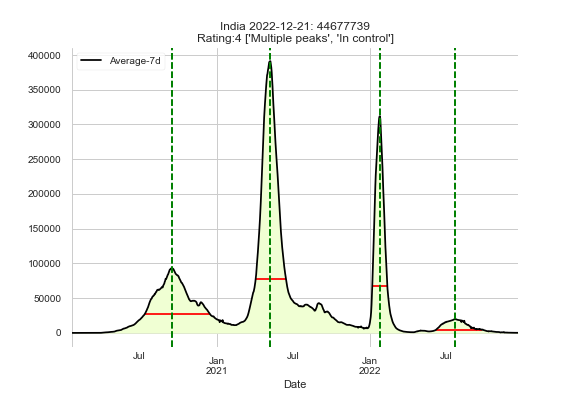 India 2022-12-21: 44677739
Rating:4 ['Multiple peaks', 'In control']
Average-7d
400000
350000
300000
250000
200000
150000
100000
50000
0
Jul
Jan
2021
Jul
Jan
2022
Jul
Date